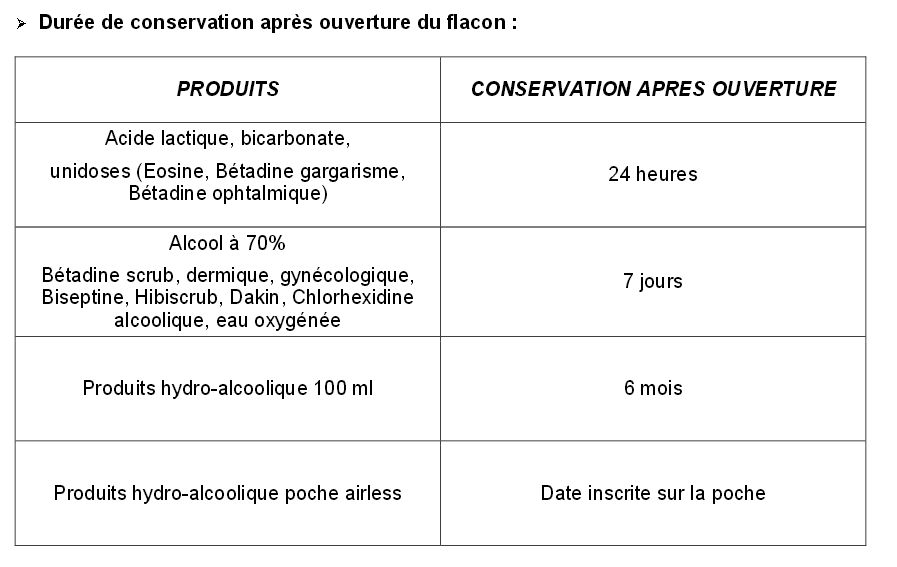 ➢ Durée de conservation après ouverture du flacon :
PRODUITS
CONSERVATION APRES OUVERTURE
Acide lactique, bicarbonate,
unidoses (Eosine, Bétadine gargarisme,
Bétadine ophtalmique)
24 heures
Alcool à 70%
Bétadine scrub, dermique, gynécologique,
Biseptine, Hibiscrub, Dakin, Chlorhexidine
alcoolique, eau oxygénée
7 jours
Produits hydro-alcoolique 100 ml
6 mois
Produits hydro-alcoolique poche airless
Date inscrite sur la poche